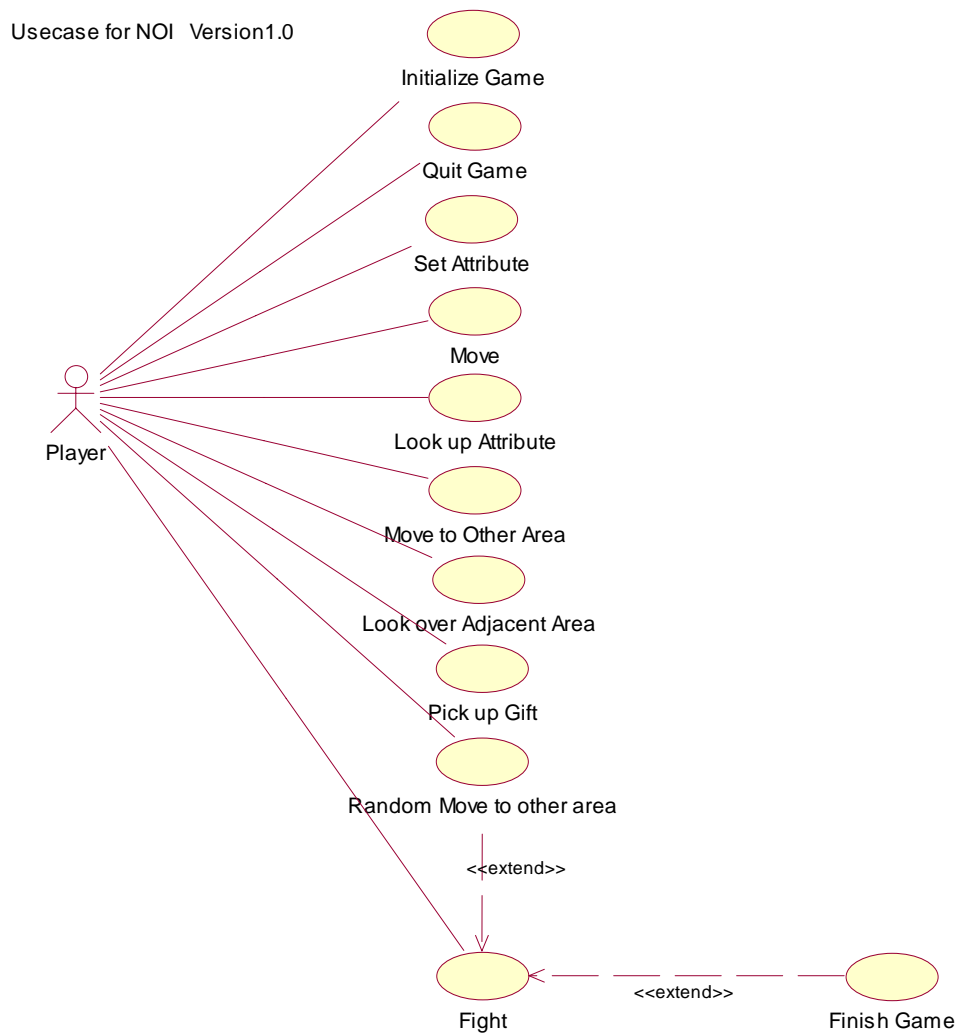 Usecase for NOI Version1.0
Initialize Game
Quit Game
Set Attribute
Move
Look up Attribute
Player
Move to Other Area
Look over Adjacent Area
Pick up Gift
Random Move to other area
<<extend>>
<<extend>>
Fight
Finish Game